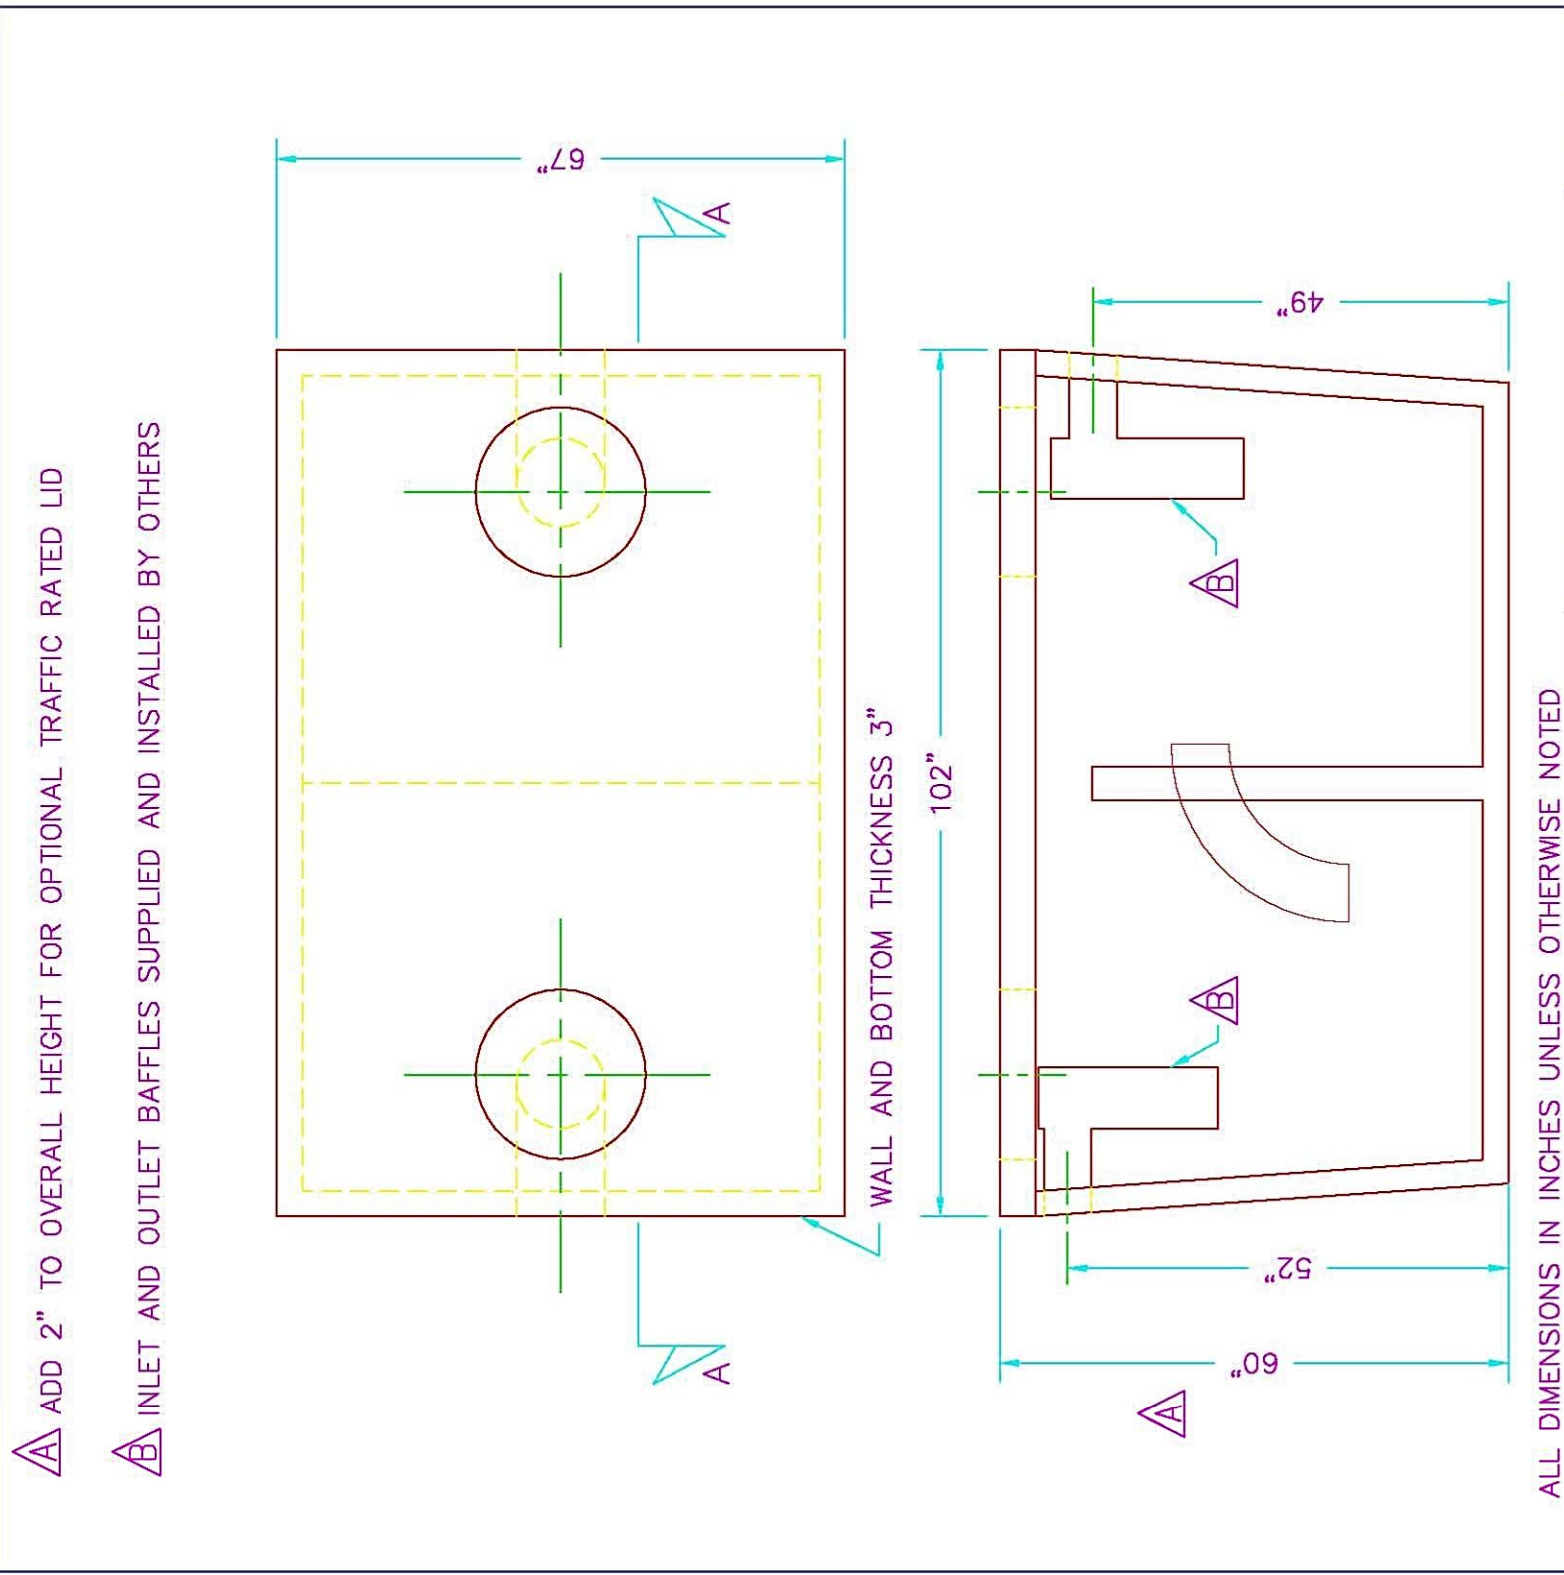 A ADD 2" TO OVERALL HEIGHT FOR OPTIONAL TRAFFIC RATED LID
B INLET AND OUTLET BAFFLES SUPPLIED AND INSTALLED BY OTHERS
67"
A
A
WALL AND BOTTOM THICKNESS 3"
102"
49"
B
B
52"
60"
A
ALL DIMENSIONS IN INCHES UNLESS OTHERWISE NOTED